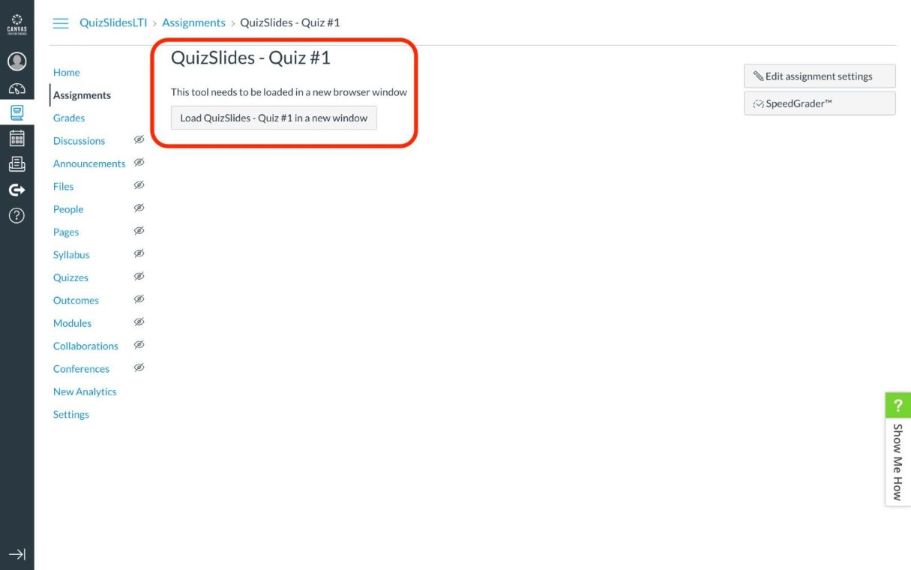 CANVAS
QuizSlidesLTI > Assignments > QuizSlides - Quiz #1
Home
Assignments
Grades
Discussions
Announcements
Files
People
Pages
Syllabus
Quizzes
Outcomes
Modules
Collaborations
Conferences
New Analytics
Settings
QuizSlides - Quiz #1
This tool needs to be loaded in a new browser window
Load QuizSlides - Quiz #1 in a new window
Edit assignment settings
SpeedGrader™
? Show Me How